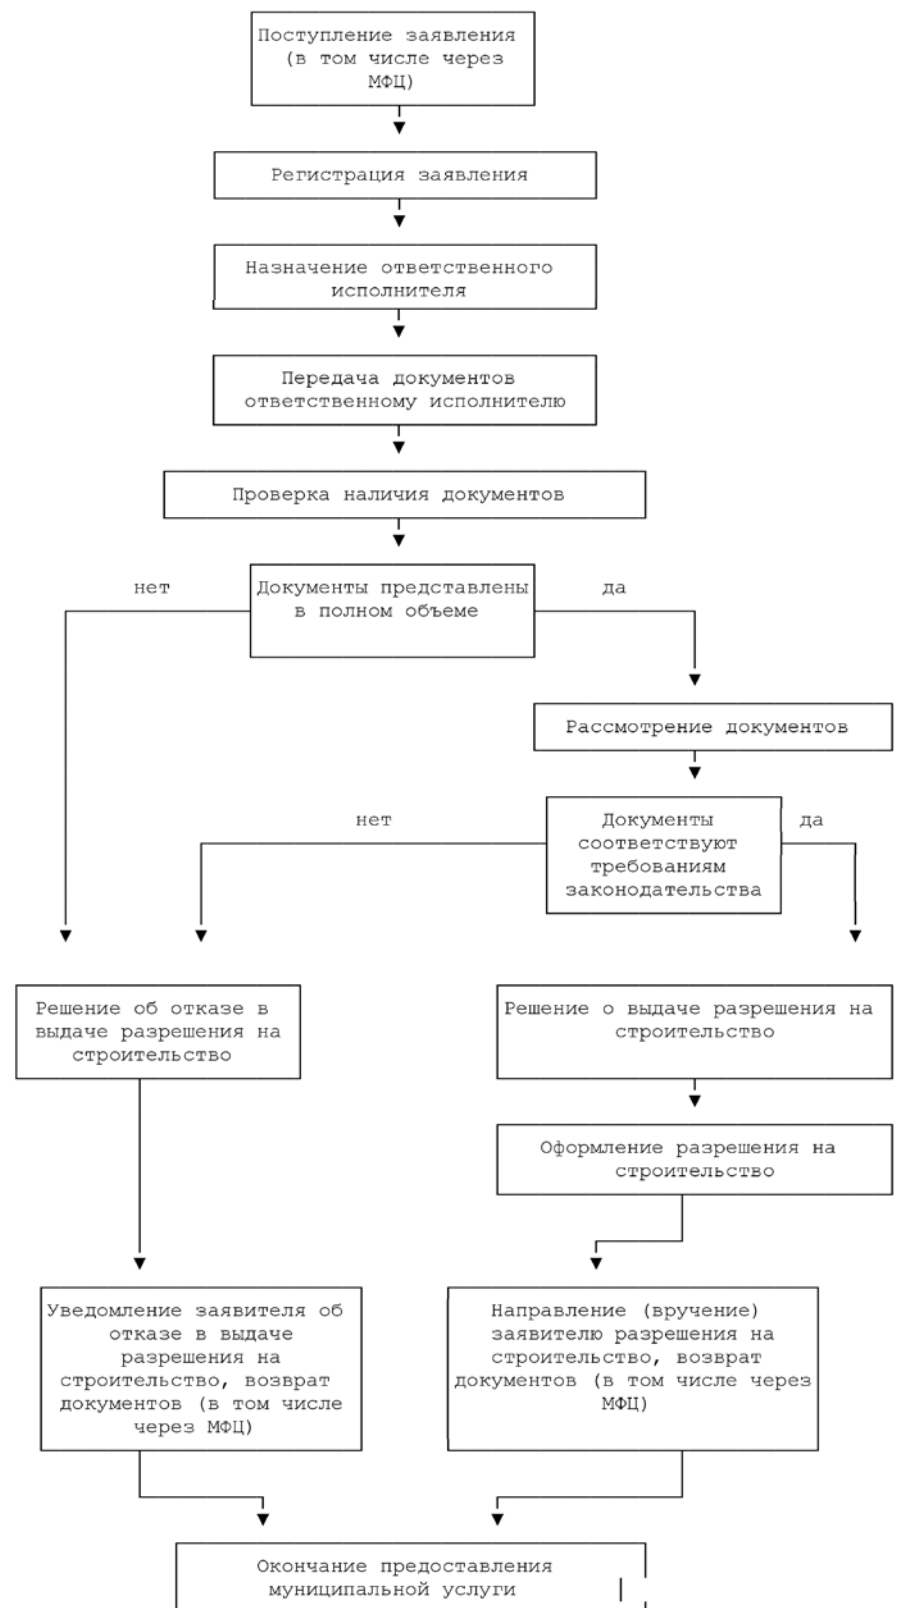 Поступление заявления
(в том числе через
МФЦ)
Регистрация заявления
Назначение ответственного
исполнителя
Передача документов
ответственному исполнителю
Проверка наличия документов
нет
Документы представлены
в полном объеме
да
Рассмотрение документов
нет
Документы
соответствуют
требованиям
законодательства
да
Решение об отказе в
выдаче разрешения на
строительство
Решение о выдаче разрешения на
строительство
Оформление разрешения на
строительство
Уведомление заявителя об
отказе в выдаче
разрешения на
строительство, возврат
документов (в том числе
через МФЦ)
Направление (вручение)
заявителю разрешения на
строительство, возврат
документов (в том числе через
МФЦ)
Окончание предоставления
муниципальной услуги